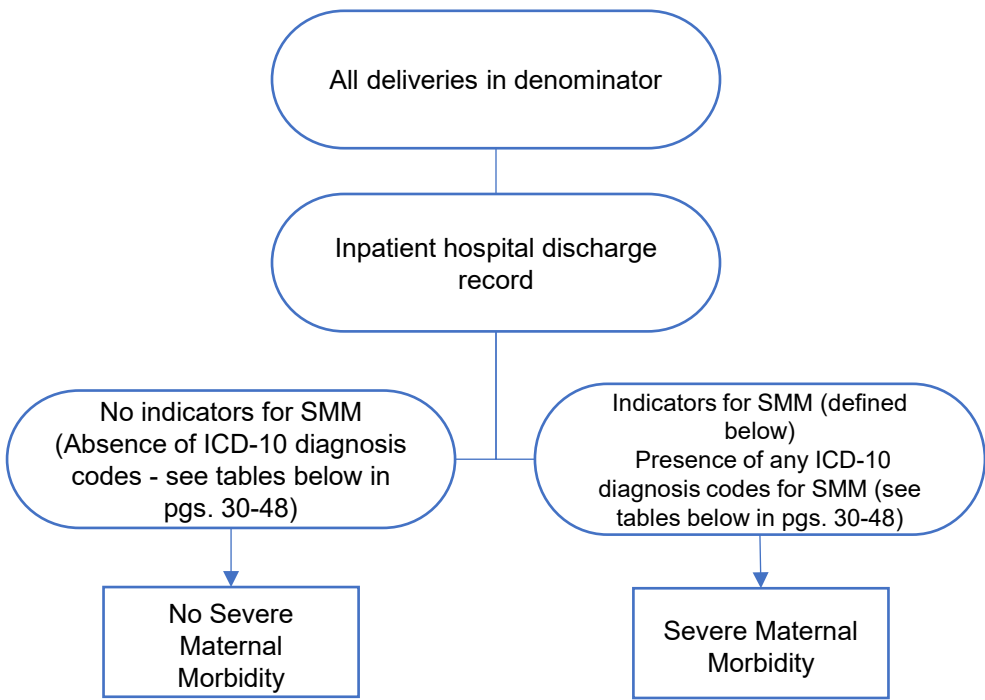 All deliveries in denominator
Inpatient hospital discharge
record
No indicators for SMM
(Absence of ICD-10 diagnosis
codes - see tables below in
pgs. 30-48)
Indicators for SMM (defined
below)
Presence of any ICD-10
diagnosis codes for SMM (see
tables below in pgs. 30-48)
No Severe
Maternal
Morbidity
Severe Maternal
Morbidity